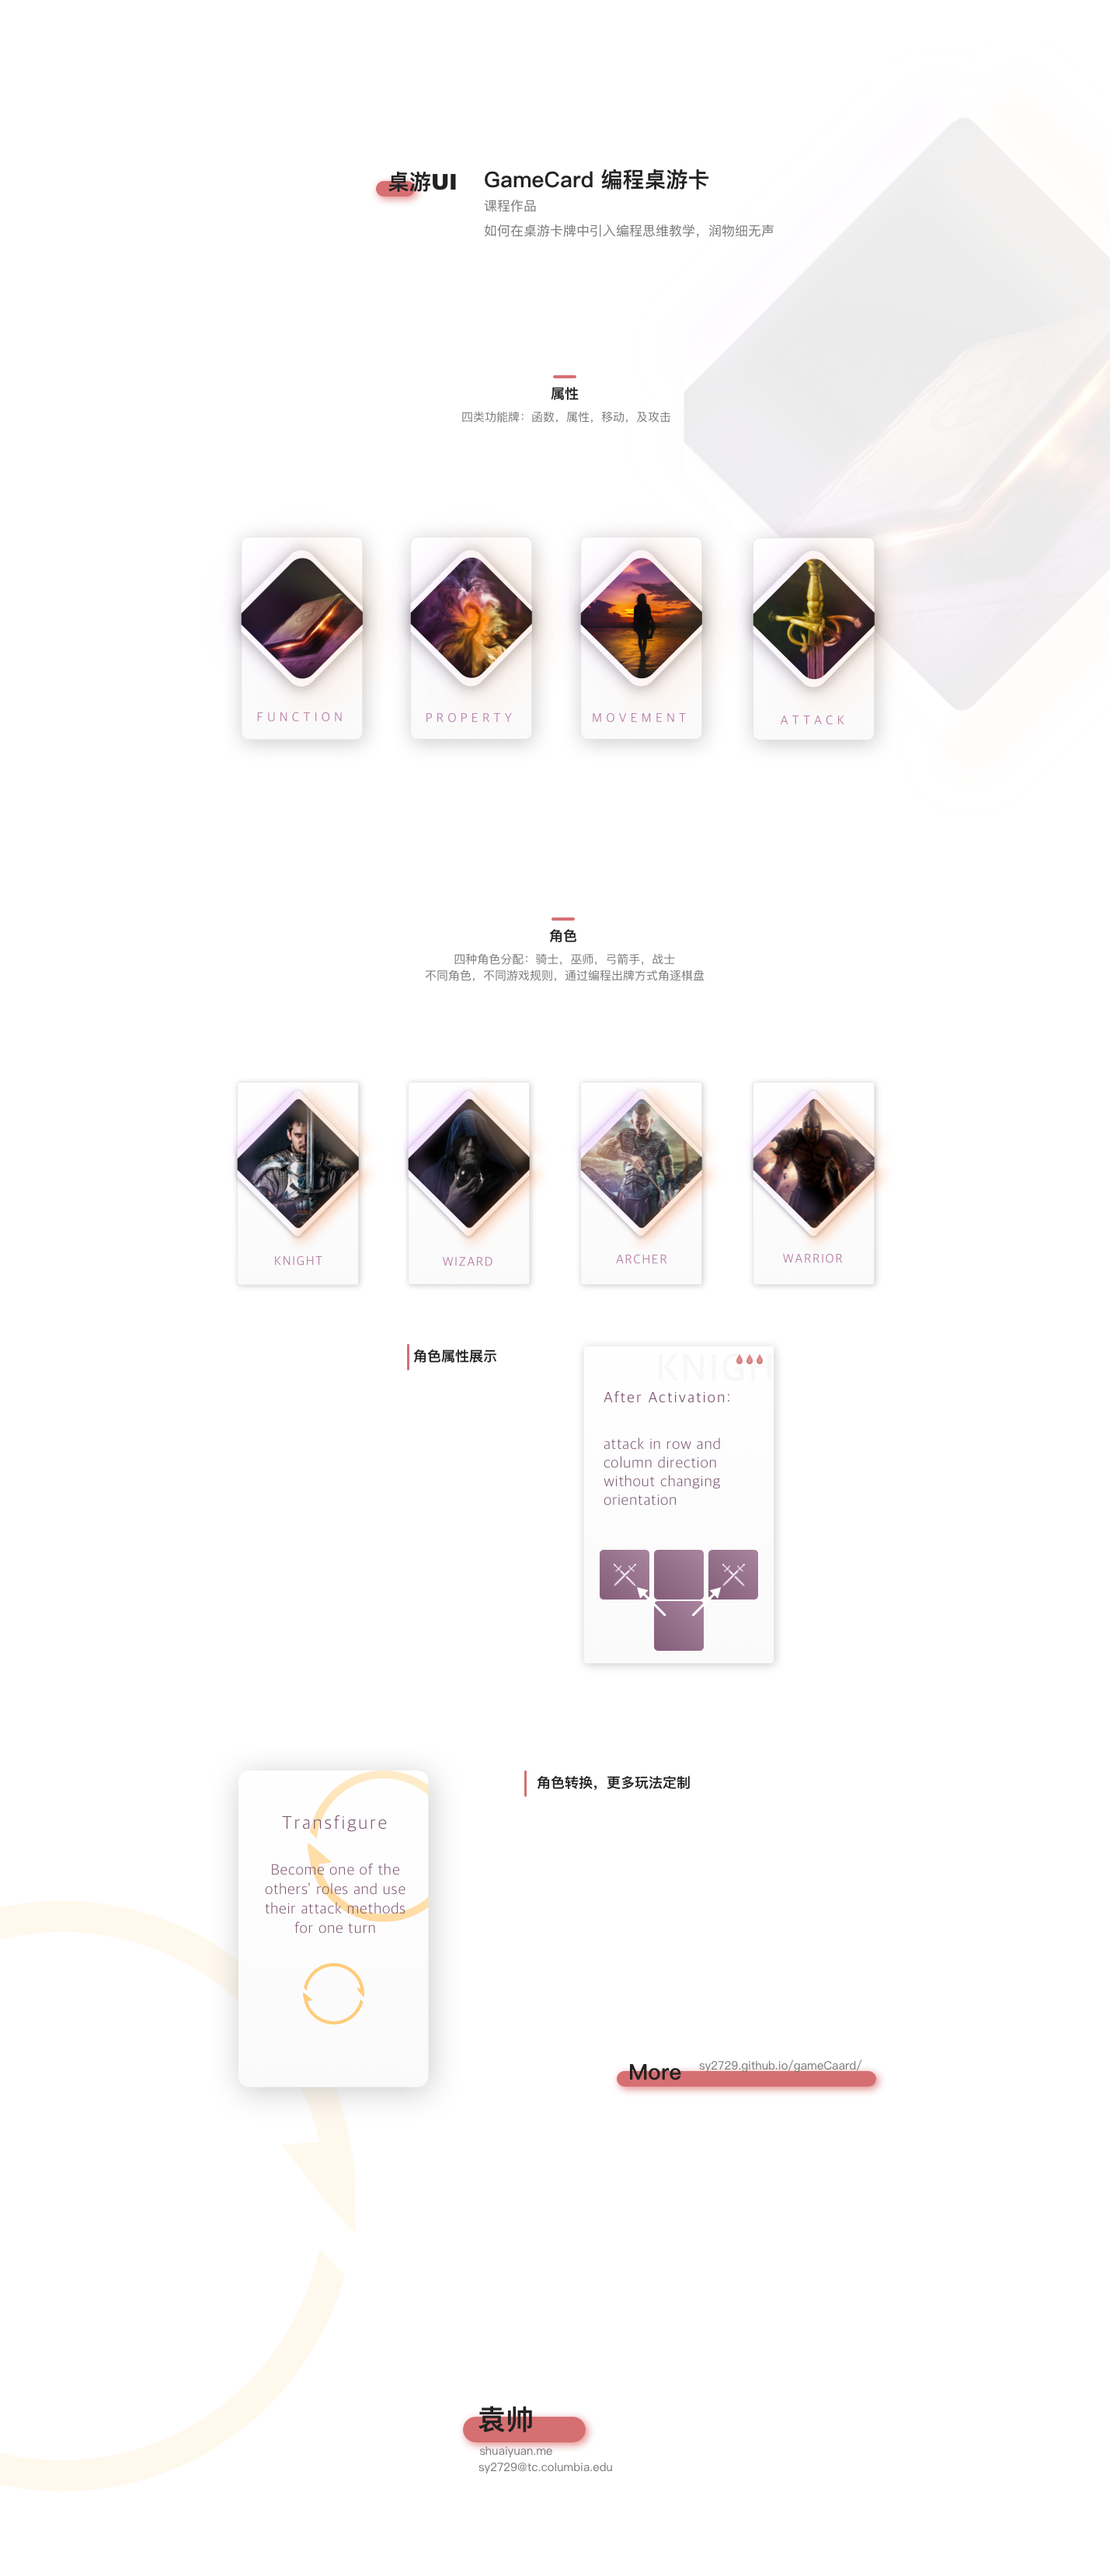 桌游UI
GameCard 编程桌游卡
课程作品
如何在桌游卡牌中引入编程思维教学，润物细无声
属性
四类功能牌：函数，属性，移动，及攻击
FUNCTION
PROPERTY
MOVEMENT
ATTACK
角色
四种角色分配：骑士，巫师，弓箭手，战士
不同角色，不同游戏规则，通过编程出牌方式角逐棋盘
KNIGHT
WIZARD
ARCHER
WARRIOR
角色属性展示
KNIGH
After Activation:
attack in row and
column direction
without changing
orientation
角色转换，更多玩法定制
Transfigure
Become one of the
others' roles and use
their attack methods
for one turn
More
sy2729.github.io/gameCaard/
袁帅
shuaiyuan.me
sy2729@tc.columbia.edu